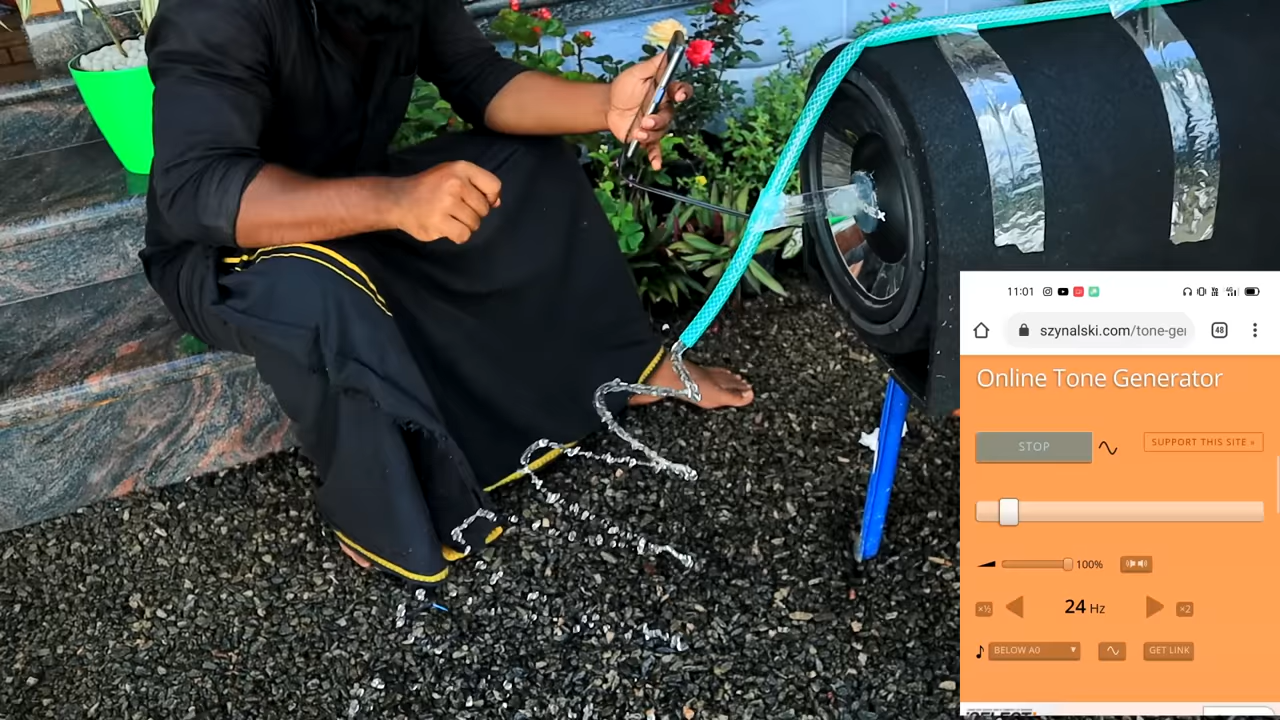 11:01
48
szynalski.com/tone-ge
Online Tone Generator
STOP
SUPPORT THIS SITE »
100%
×½
24 Hz
×2
BELOW A0
GET LINK